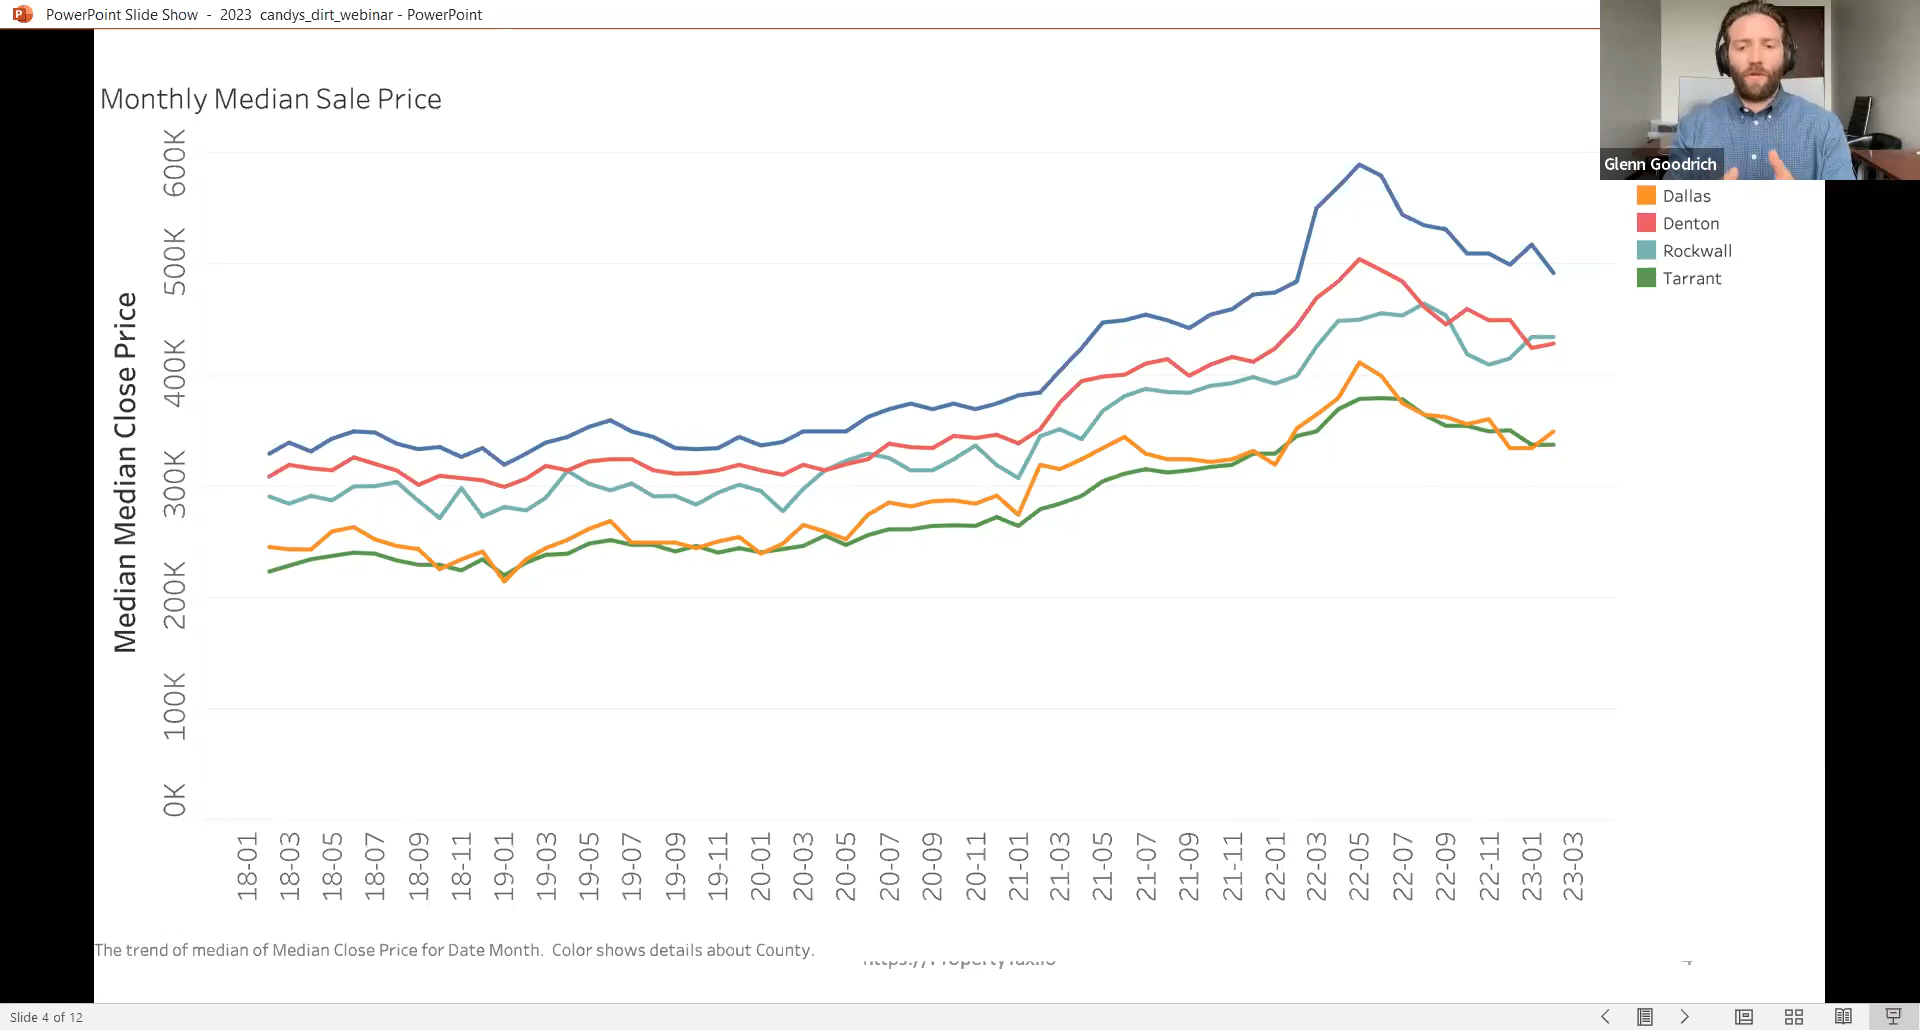 PowerPoint Slide Show - 2023 candys_dirt_webinar - PowerPoint
Glenn Goodrich
Monthly Median Sale Price
Dallas
Denton
Rockwall
Tarrant
Median Median Close Price
600K
500K
400K
300K
200K
100K
0K
18-01
18-03
18-05
18-07
18-09
18-11
19-01
19-03
19-05
19-07
19-09
19-11
20-01
20-03
20-05
20-07
20-09
20-11
21-01
21-03
21-05
21-07
21-09
21-11
22-01
22-03
22-05
22-07
22-09
22-11
23-01
23-03
The trend of median of Median Close Price for Date Month. Color shows details about County.
https://PropertyTax.io
4
Slide 4 of 12